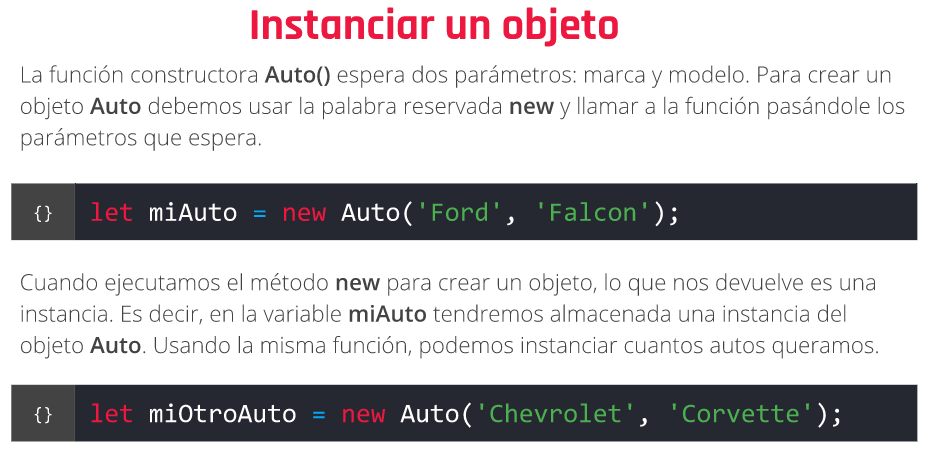 Instanciar un objeto
La función constructora Auto() espera dos parámetros: marca y modelo. Para crear un
objeto Auto debemos usar la palabra reservada new y llamar a la función pasándole los
parámetros que espera.
{} let miAuto = new Auto('Ford', 'Falcon');
Cuando ejecutamos el método new para crear un objeto, lo que nos devuelve es una
instancia. Es decir, en la variable miAuto tendremos almacenada una instancia del
objeto Auto. Usando la misma función, podemos instanciar cuantos autos queramos.
{} let miOtroAuto = new Auto('Chevrolet', 'Corvette');